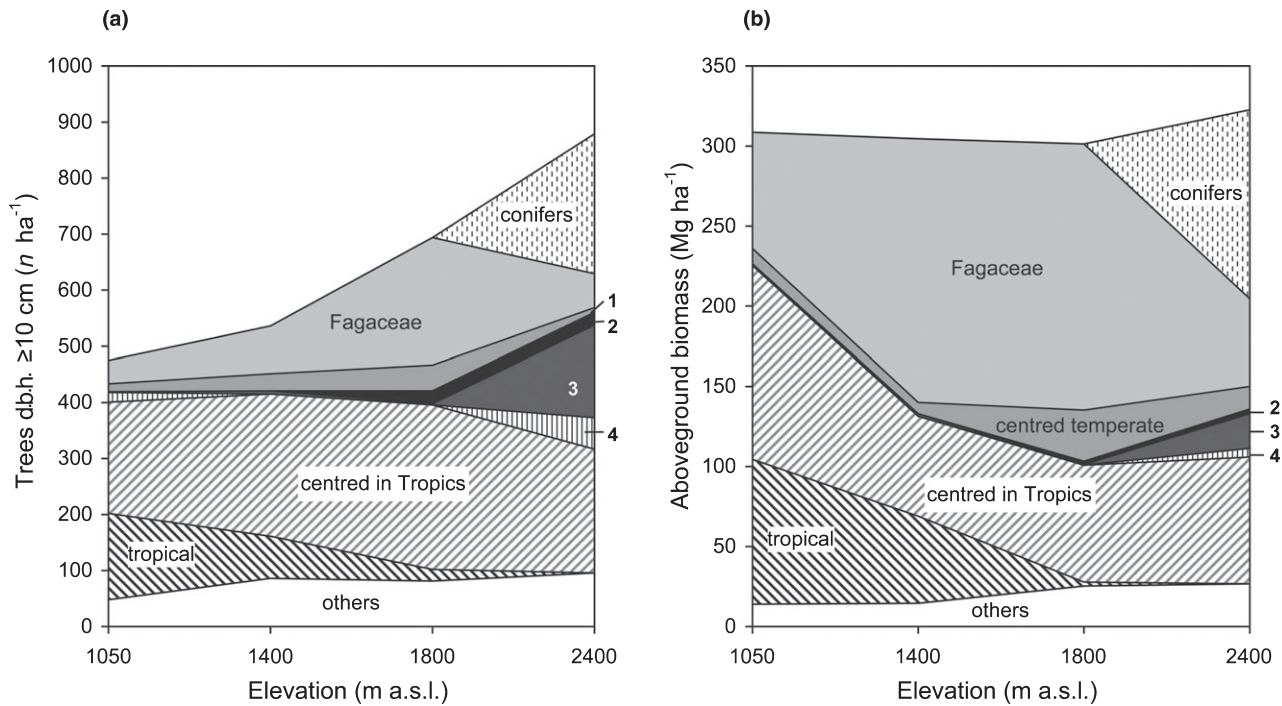 (a)
1000
900
800
700
600
500
400
300
200
100
0
Trees d.b.h. ≥10 cm (n ha⁻¹)
conifers
Fagaceae
1
2
3
4
centred in Tropics
tropical
others
1050 1400 1800 2400
Elevation (m a.s.l.)
(b)
350
300
250
200
150
100
50
0
Aboveground biomass (Mg ha⁻¹)
conifers
Fagaceae
centred temperate
2
3
4
centred in Tropics
tropical
others
1050 1400 1800 2400
Elevation (m a.s.l.)